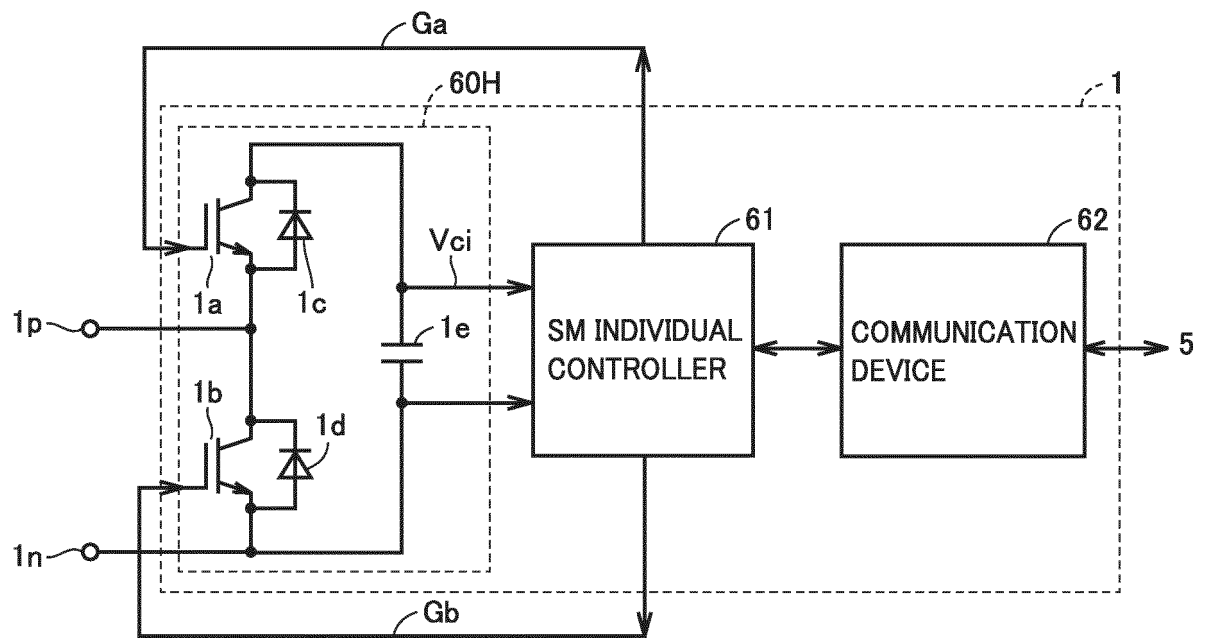 Ga
60H
1
61
62
Vci
1a
1c
1p
1e
SM INDIVIDUAL
CONTROLLER
COMMUNICATION
DEVICE
5
1b
1d
1n
Gb